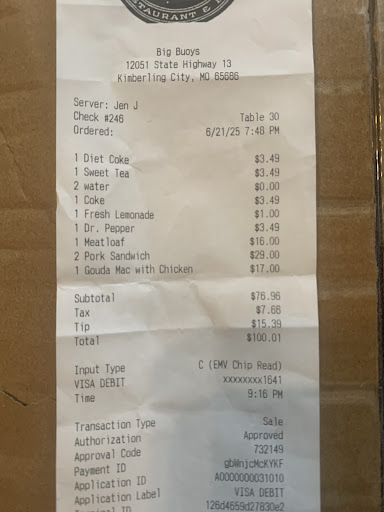 STAURANT &
Big Buoys
12051 State Highway 13
Kimberling City, MO 65686
Server: Jen J
Check #246 Table 30
Ordered: 6/21/25 7:48 PM
1 Diet Coke $3.49
1 Sweet Tea $3.49
2 water $0.00
1 Coke $3.49
1 Fresh Lemonade $1.00
1 Dr. Pepper $3.49
1 Meatloaf $16.00
2 Pork Sandwich $29.00
1 Gouda Mac with Chicken $17.00
Subtotal $76.96
Tax $7.66
Tip $15.39
Total $100.01
Input Type C (EMV Chip Read)
VISA DEBIT xxxxxxxx1641
Time 9:16 PM
Transaction Type Sale
Authorization Approved
Approval Code 732149
Payment ID gbWnjcMcKYKF
Application ID A0000000031010
Application Label VISA DEBIT
Terminal ID 126d4659d27830e2